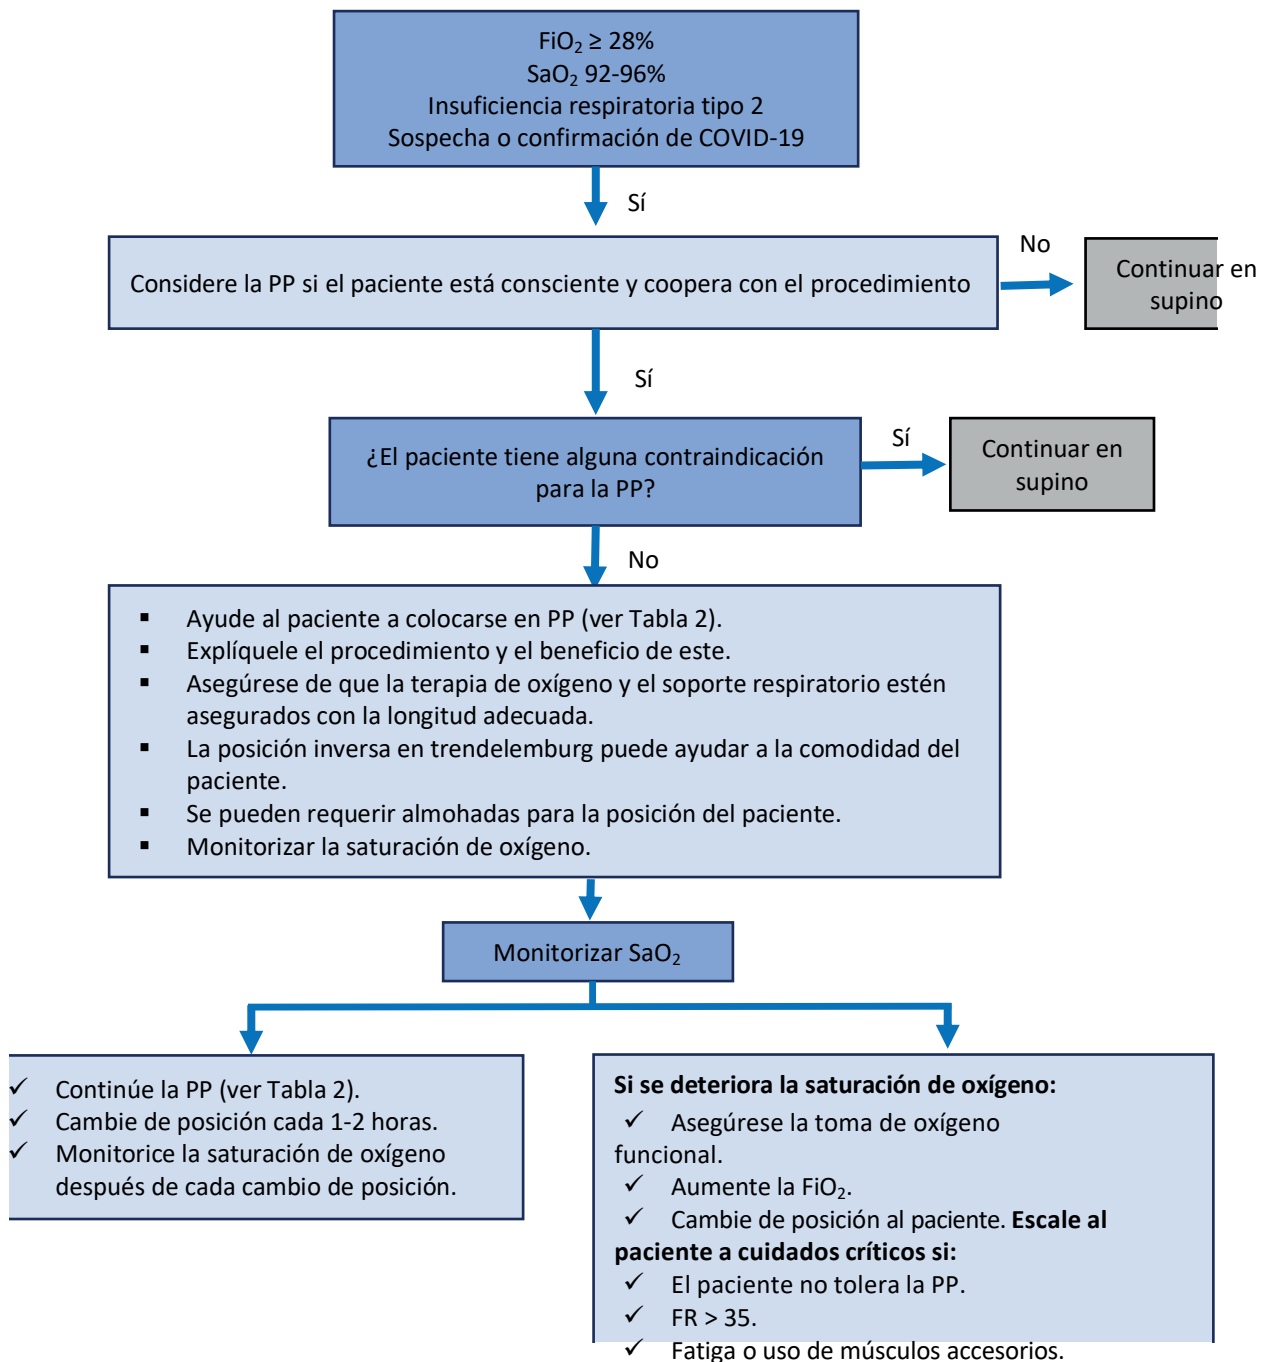 FiO₂ ≥ 28%
SaO₂ 92-96%
Insuficiencia respiratoria tipo 2
Sospecha o confirmación de COVID-19
Sí
Considere la PP si el paciente está consciente y coopera con el procedimiento
No
Continuar en
supino
Sí
¿El paciente tiene alguna contraindicación
para la PP?
Sí
Continuar en
supino
No
▪ Ayude al paciente a colocarse en PP (ver Tabla 2).
▪ Explíquele el procedimiento y el beneficio de este.
▪ Asegúrese de que la terapia de oxígeno y el soporte respiratorio estén
asegurados con la longitud adecuada.
▪ La posición inversa en trendelemburg puede ayudar a la comodidad del
paciente.
▪ Se pueden requerir almohadas para la posición del paciente.
▪ Monitorizar la saturación de oxígeno.
Monitorizar SaO₂
✓ Continúe la PP (ver Tabla 2).
✓ Cambie de posición cada 1-2 horas.
✓ Monitorice la saturación de oxígeno
después de cada cambio de posición.
Si se deteriora la saturación de oxígeno:
✓ Asegúrese la toma de oxígeno
funcional.
✓ Aumente la FiO₂.
✓ Cambie de posición al paciente. Escale al
paciente a cuidados críticos si:
✓ El paciente no tolera la PP.
✓ FR > 35.
✓ Fatiga o uso de músculos accesorios.